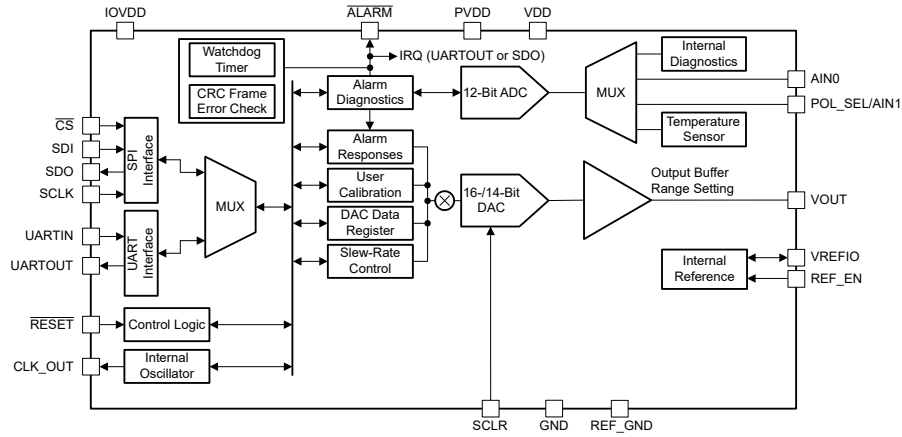 IOVDD
ALARM
PVDD
VDD
Watchdog
Timer
CRC Frame
Error Check
IRQ (UARTOUT or SDO)
Alarm
Diagnostics
12-Bit ADC
MUX
Internal
Diagnostics
AIN0
POL_SEL/AIN1
Temperature
Sensor
CS
SDI
SDO
SCLK
SPI
Interface
UARTIN
UARTOUT
UART
Interface
MUX
Alarm
Responses
User
Calibration
DAC Data
Register
Slew-Rate
Control
16-/14-Bit
DAC
Output Buffer
Range Setting
VOUT
Internal
Reference
VREFIO
REF_EN
RESET
Control Logic
CLK_OUT
Internal
Oscillator
SCLR
GND
REF_GND